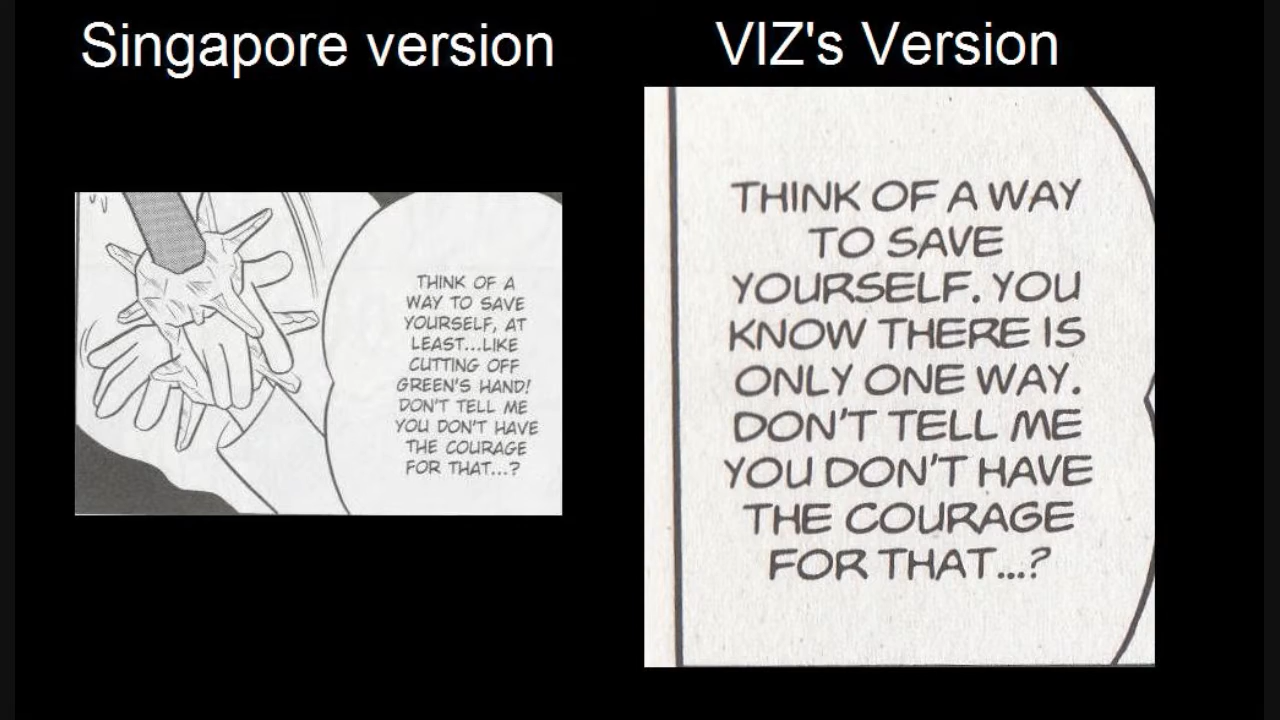 Singapore version
VIZ's Version
THINK OF A
WAY TO SAVE
YOURSELF, AT
LEAST...LIKE
CUTTING OFF
GREEN'S HAND!
DON'T TELL ME
YOU DON'T HAVE
THE COURAGE
FOR THAT...?
THINK OF A WAY
TO SAVE
YOURSELF. YOU
KNOW THERE IS
ONLY ONE WAY.
DON'T TELL ME
YOU DON'T HAVE
THE COURAGE
FOR THAT...?